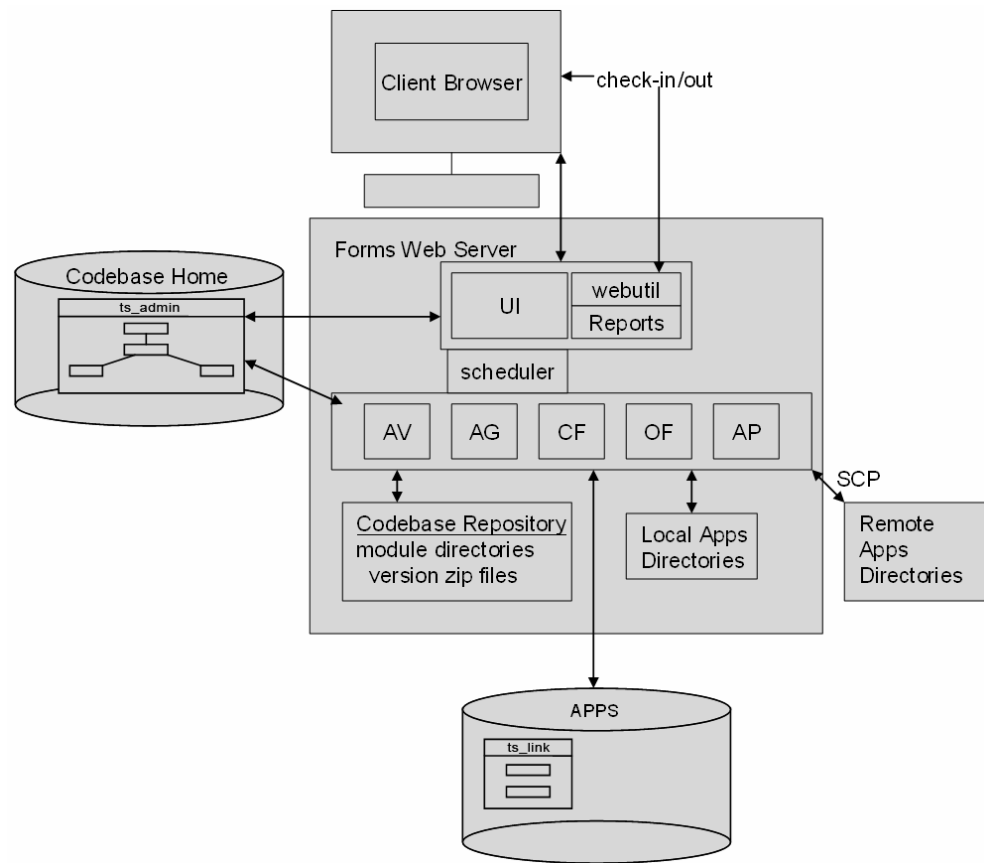 Client Browser
check-in/out
Forms Web Server
Codebase Home
ts_admin
UI
webutil
Reports
scheduler
AV
AG
CF
OF
AP
SCP
Codebase Repository
module directories
version zip files
Local Apps
Directories
Remote
Apps
Directories
APPS
ts_link